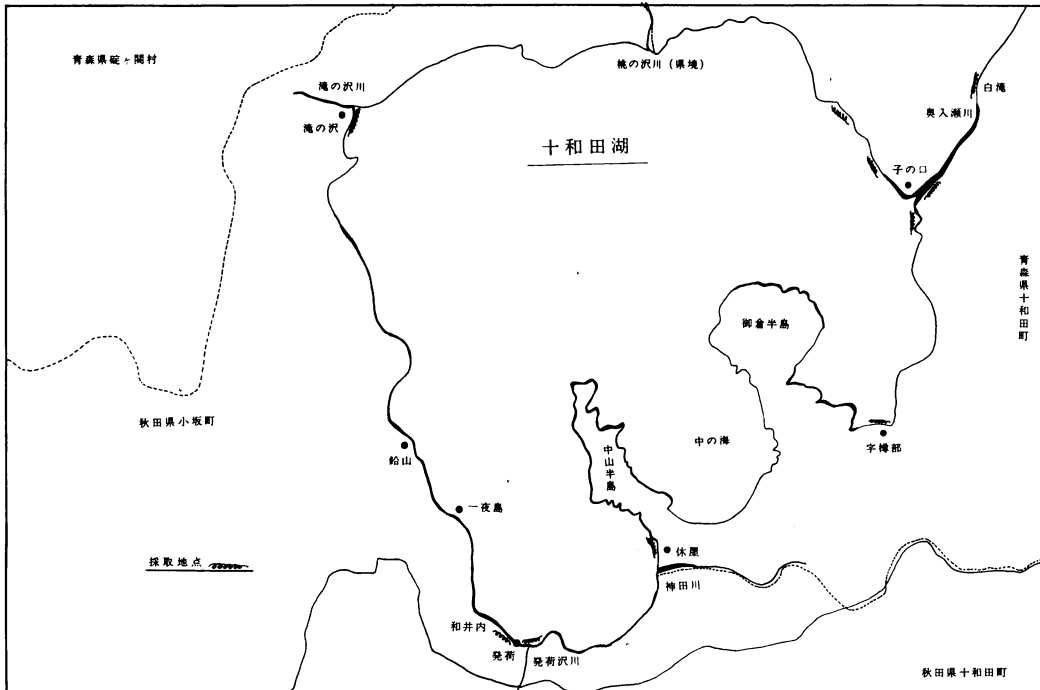 青森県碇ヶ関村
滝の沢川
滝の沢
桃の沢川(県境)
白滝
奥入瀬川
子の口
十和田湖
青森県十和田町
御倉半島
中の海
中山半島
宇樽部
秋田県小坂町
鉛山
一夜島
採取地点
休屋
神田川
和井内
発荷
発荷沢川
秋田県十和田町